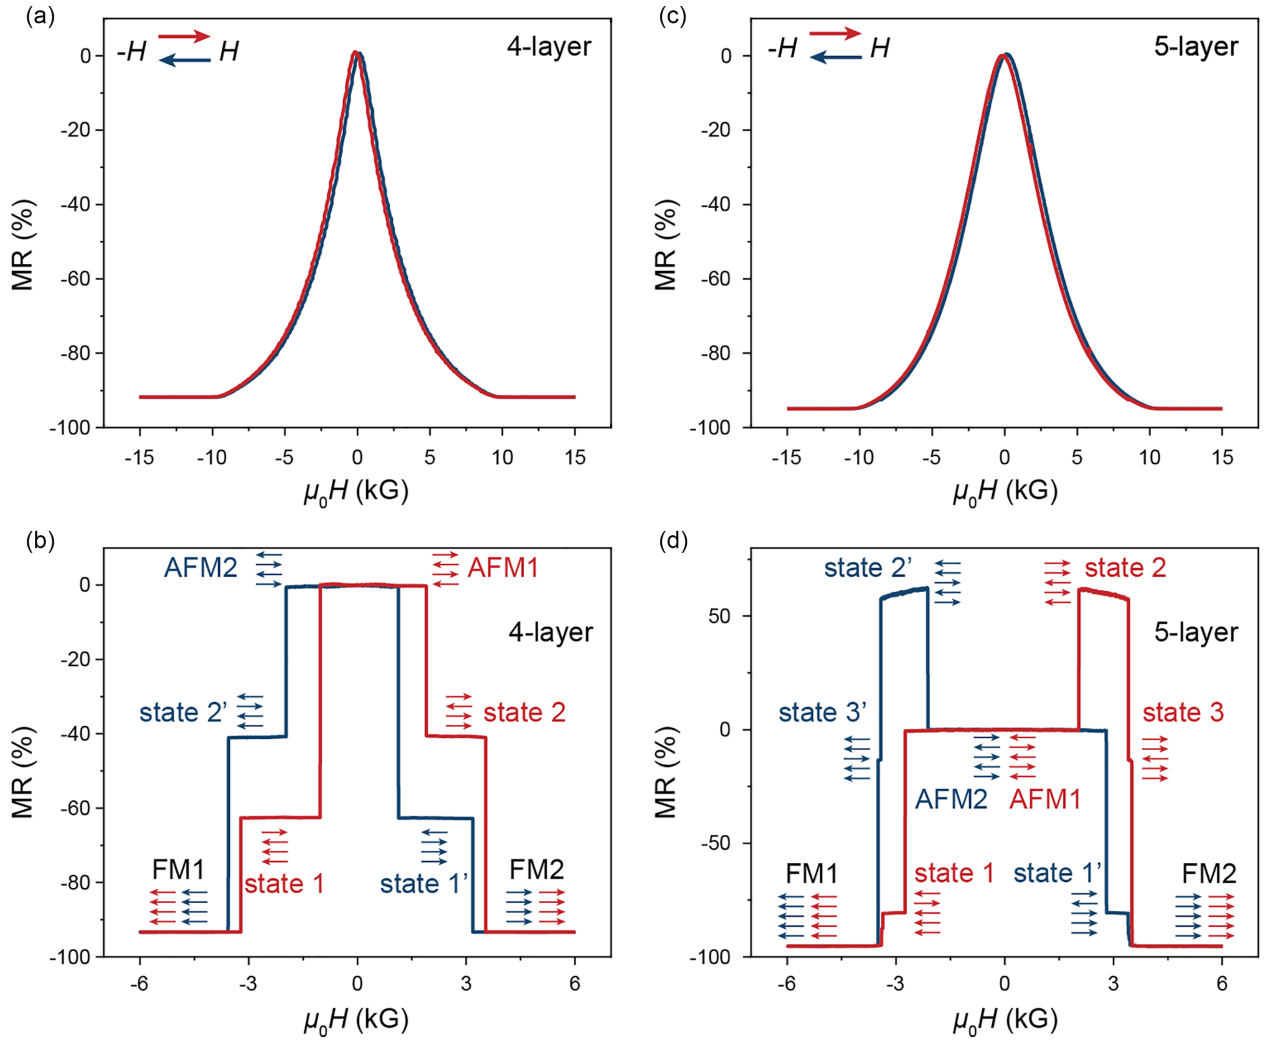 (a)
-H H
4-layer
0
-20
-40
-60
-80
-100
MR (%)
-15 -10 -5 0 5 10 15
μ0H (kG)
(c)
-H H
5-layer
0
-20
-40
-60
-80
-100
MR (%)
-15 -10 -5 0 5 10 15
μ0H (kG)
(b)
AFM2 AFM1
4-layer
state 2’ state 2
state 1 state 1’
FM1 FM2
0
-20
-40
-60
-80
-100
MR (%)
-6 -3 0 3 6
μ0H (kG)
(d)
state 2’ state 2
5-layer
state 3’ state 3
AFM2 AFM1
state 1 state 1’
FM1 FM2
50
0
-50
-100
MR (%)
-6 -3 0 3 6
μ0H (kG)